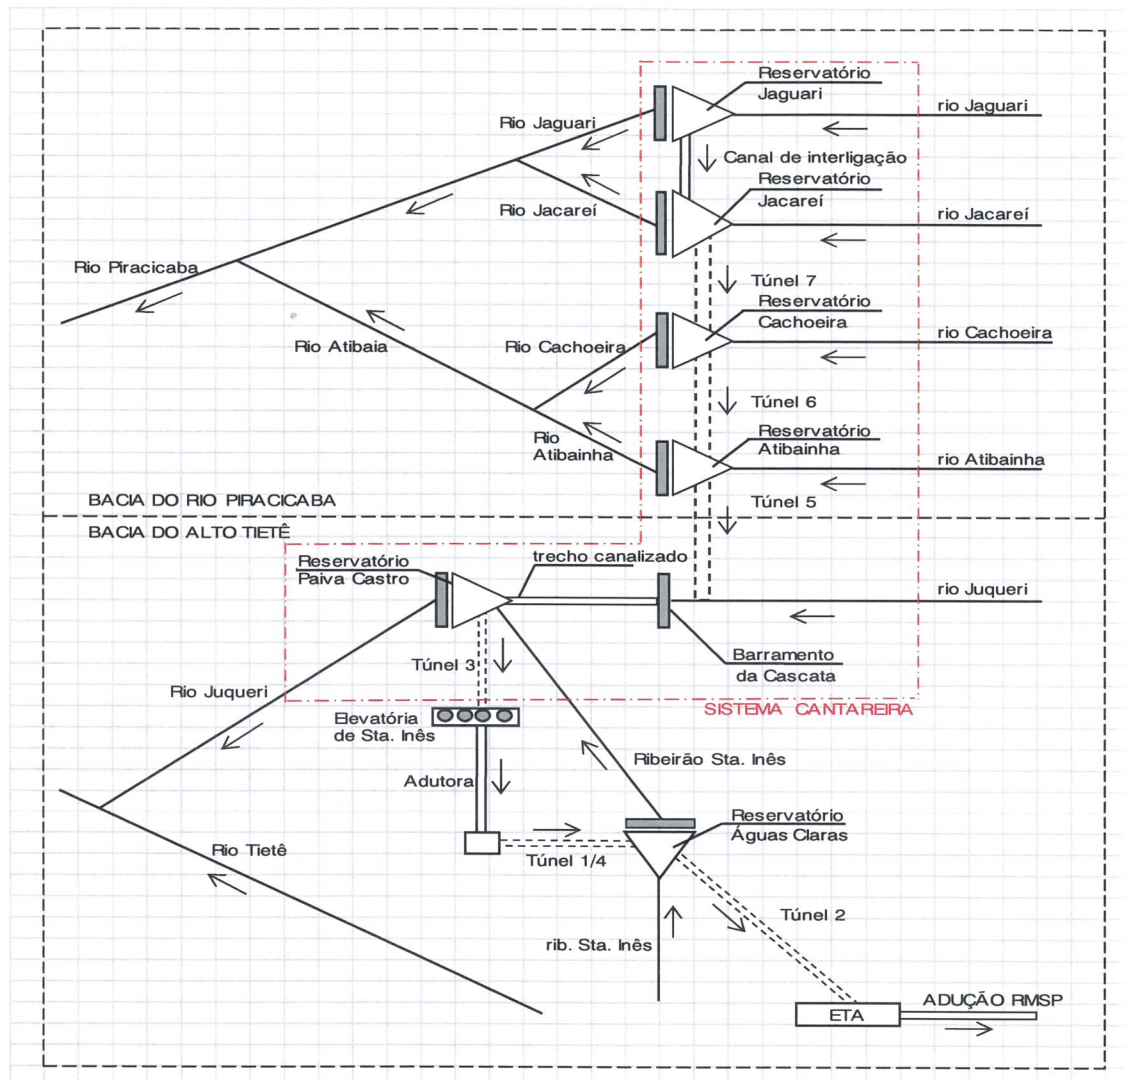 Reservatório
Jaguari
rio Jaguari
Rio Jaguari
Canal de interligação
Reservatório
Jacareí
Rio Jacareí
rio Jacareí
Rio Piracicaba
Túnel 7
Reservatório
Cachoeira
rio Cachoeira
Rio Atibaia
Rio Cachoeira
Túnel 6
Reservatório
Atibainha
rio Atibainha
Rio
Atibainha
BACIA DO RIO PIRACICABA
Túnel 5
BACIA DO ALTO TIETÊ
Reservatório
Paiva Castro
trecho canalizado
rio Juqueri
Túnel 3
Barramento
da Cascata
Rio Juqueri
SISTEMA CANTAREIRA
Elevatória
de Sta. Inês
Ribeirão Sta. Inês
Adutora
Reservatório
Águas Claras
Rio Tietê
Túnel 1/4
Túnel 2
rib. Sta. Inês
ETA
ADUÇÃO RMSP